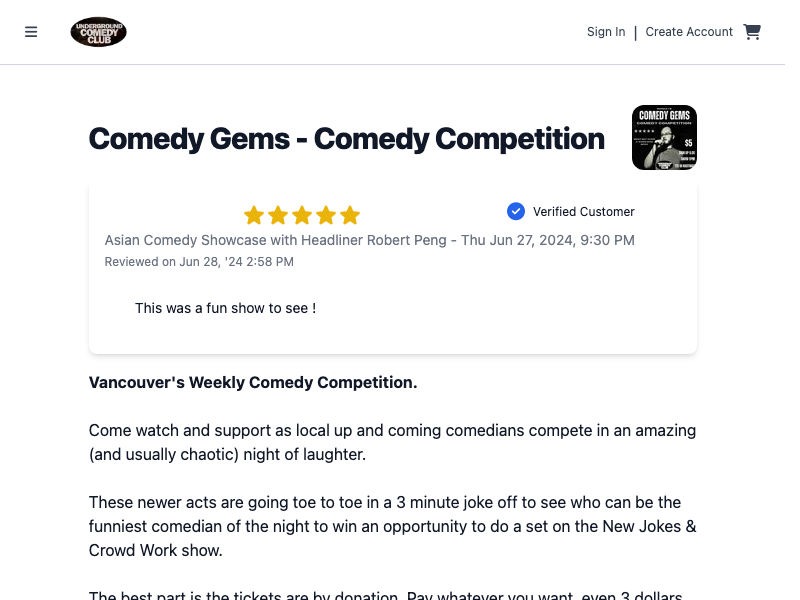 UNDERGROUND
COMEDY
CLUB
Sign In | Create Account
Comedy Gems - Comedy Competition
COMEDY GEMS
COMEDY COMPETITION
$5
Verified Customer
Asian Comedy Showcase with Headliner Robert Peng - Thu Jun 27, 2024, 9:30 PM
Reviewed on Jun 28, '24 2:58 PM
This was a fun show to see !
Vancouver's Weekly Comedy Competition.
Come watch and support as local up and coming comedians compete in an amazing
(and usually chaotic) night of laughter.
These newer acts are going toe to toe in a 3 minute joke off to see who can be the
funniest comedian of the night to win an opportunity to do a set on the New Jokes &
Crowd Work show.
The best part is the tickets are by donation. Pay whatever you want, even 3 dollars